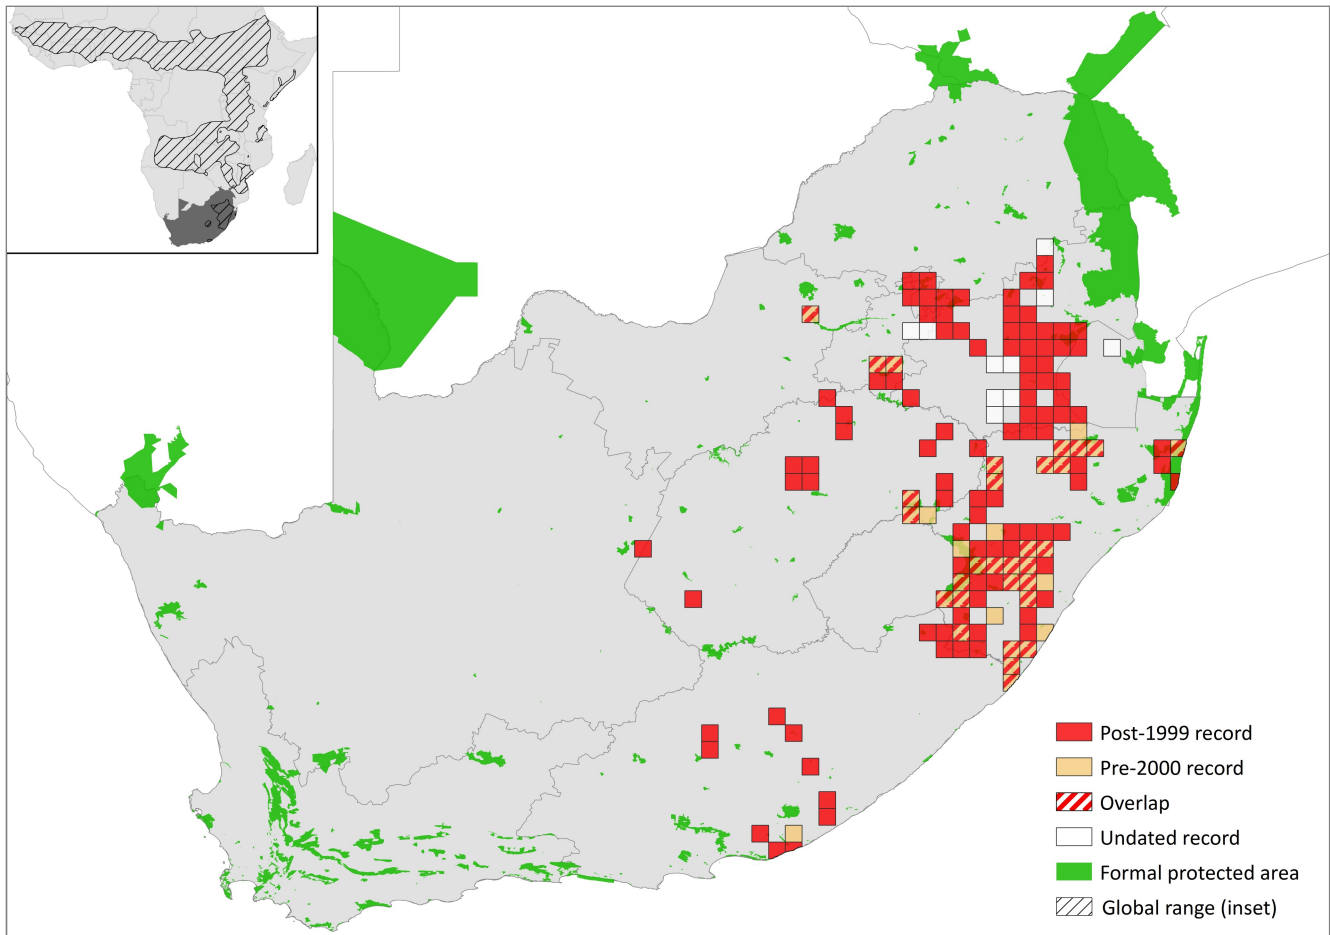 Post-1999 record
Pre-2000 record
Overlap
Undated record
Formal protected area
Global range (inset)